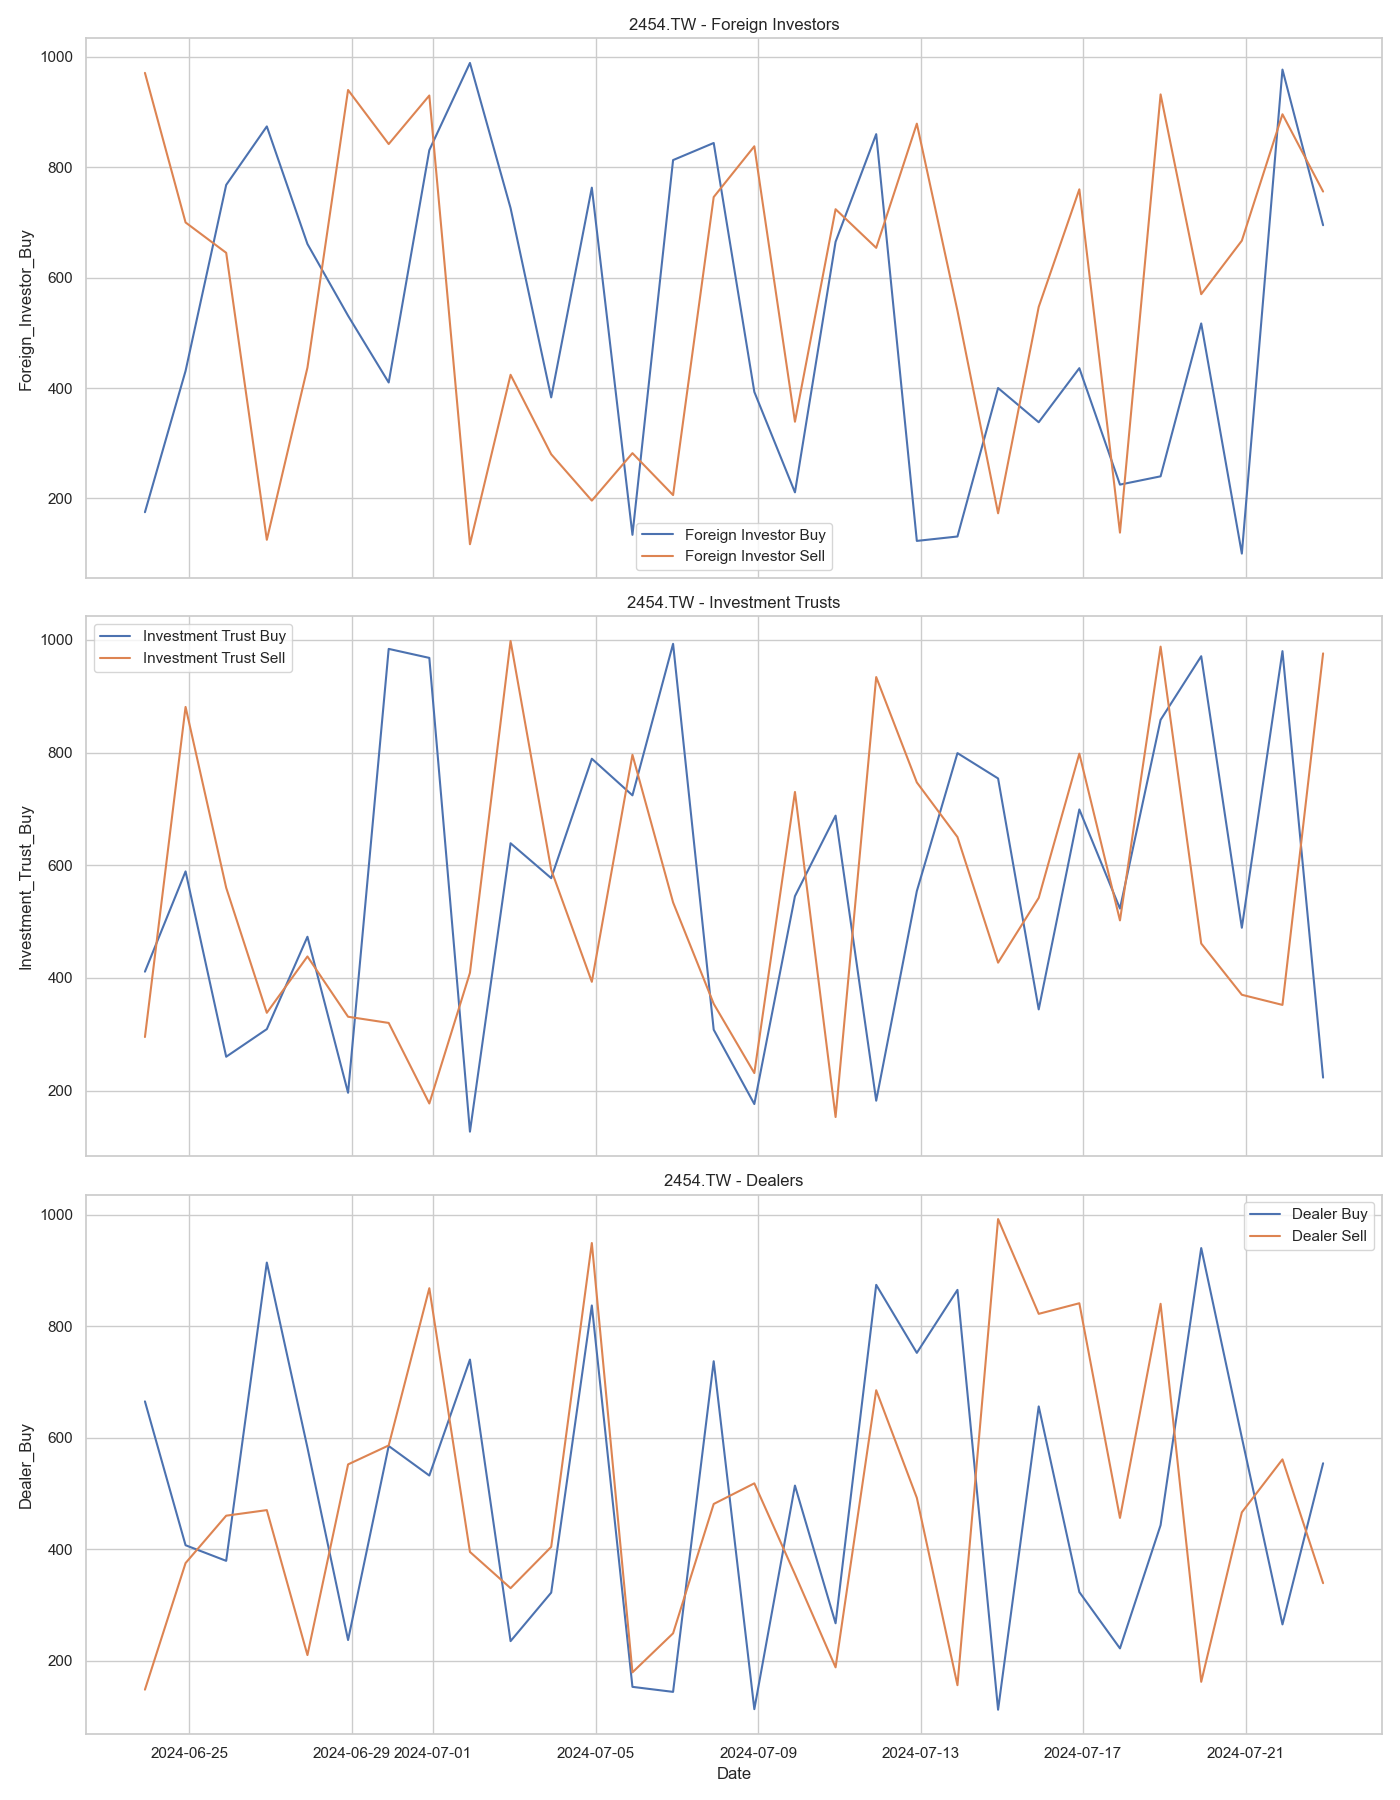 2454.TW - Foreign Investors
1000
800
600
400
200
Foreign_Investor_Buy
Foreign Investor Buy
Foreign Investor Sell
2454.TW - Investment Trusts
1000
800
600
400
200
Investment_Trust_Buy
Investment Trust Buy
Investment Trust Sell
2454.TW - Dealers
1000
800
600
400
200
Dealer_Buy
Dealer Buy
Dealer Sell
2024-06-25 2024-06-29 2024-07-01 2024-07-05 2024-07-09 2024-07-13 2024-07-17 2024-07-21
Date